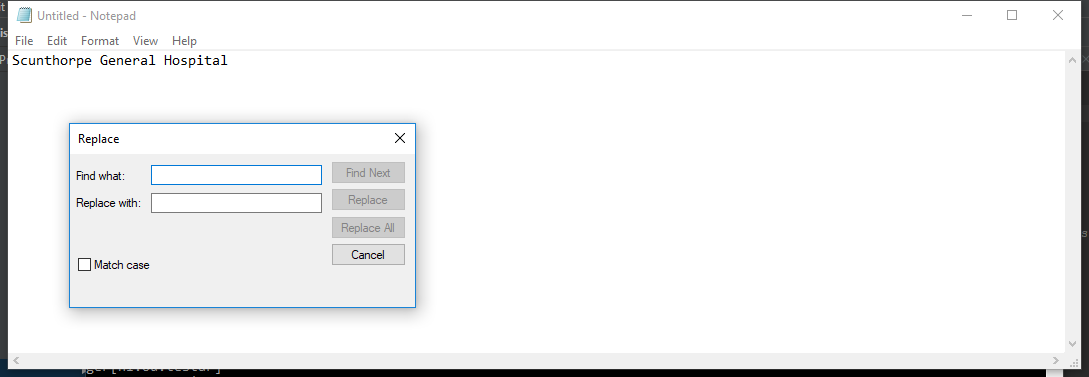 Untitled - Notepad
File Edit Format View Help
Scunthorpe General Hospital
Replace
Find what:
Find Next
Replace with:
Replace
Replace All
Cancel
Match case